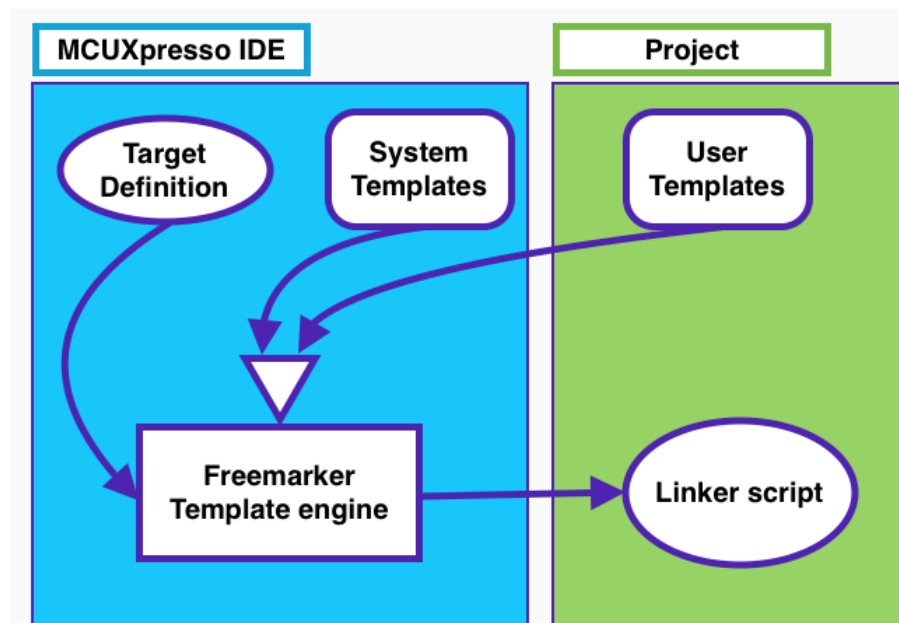 MCUXpresso IDE
Project
Target
Definition
System
Templates
User
Templates
Freemarker
Template engine
Linker script